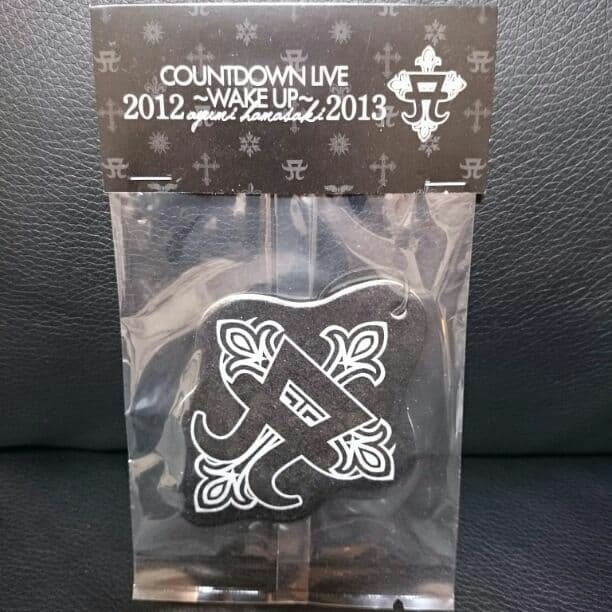 COUNTDOWN LIVE
~WAKE UP~
2012 ayumi hamasaki 2013